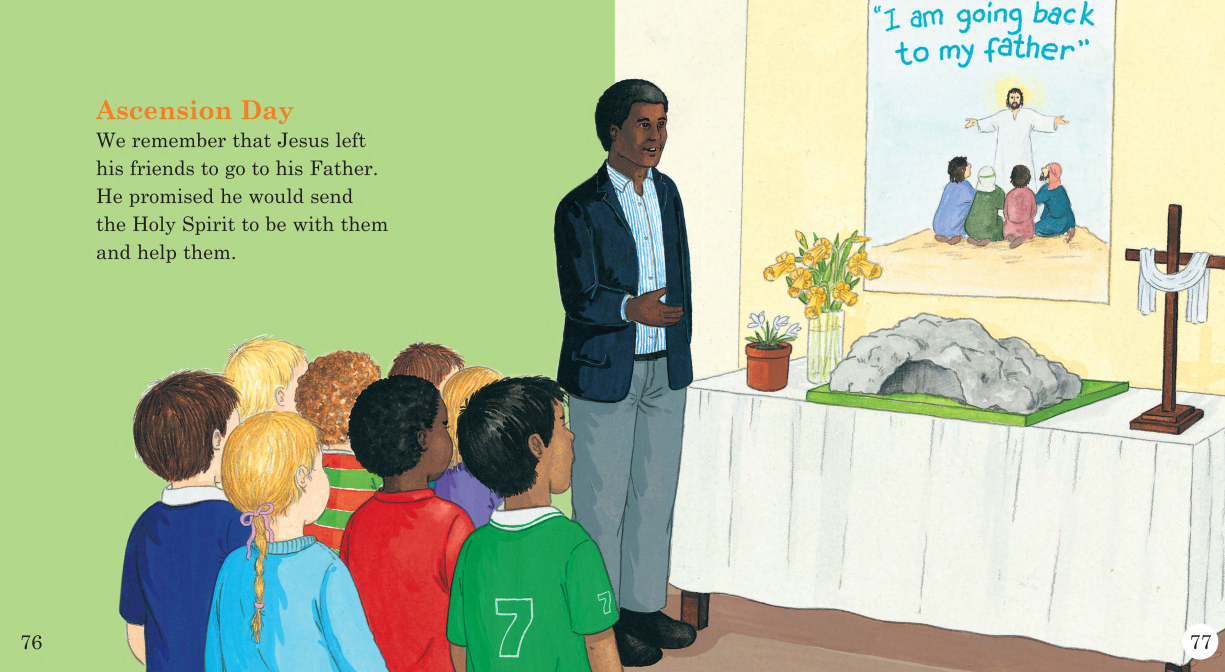 Ascension Day
We remember that Jesus left
his friends to go to his Father.
He promised he would send
the Holy Spirit to be with them
and help them.
"I am going back
to my father"
7
7
76
77